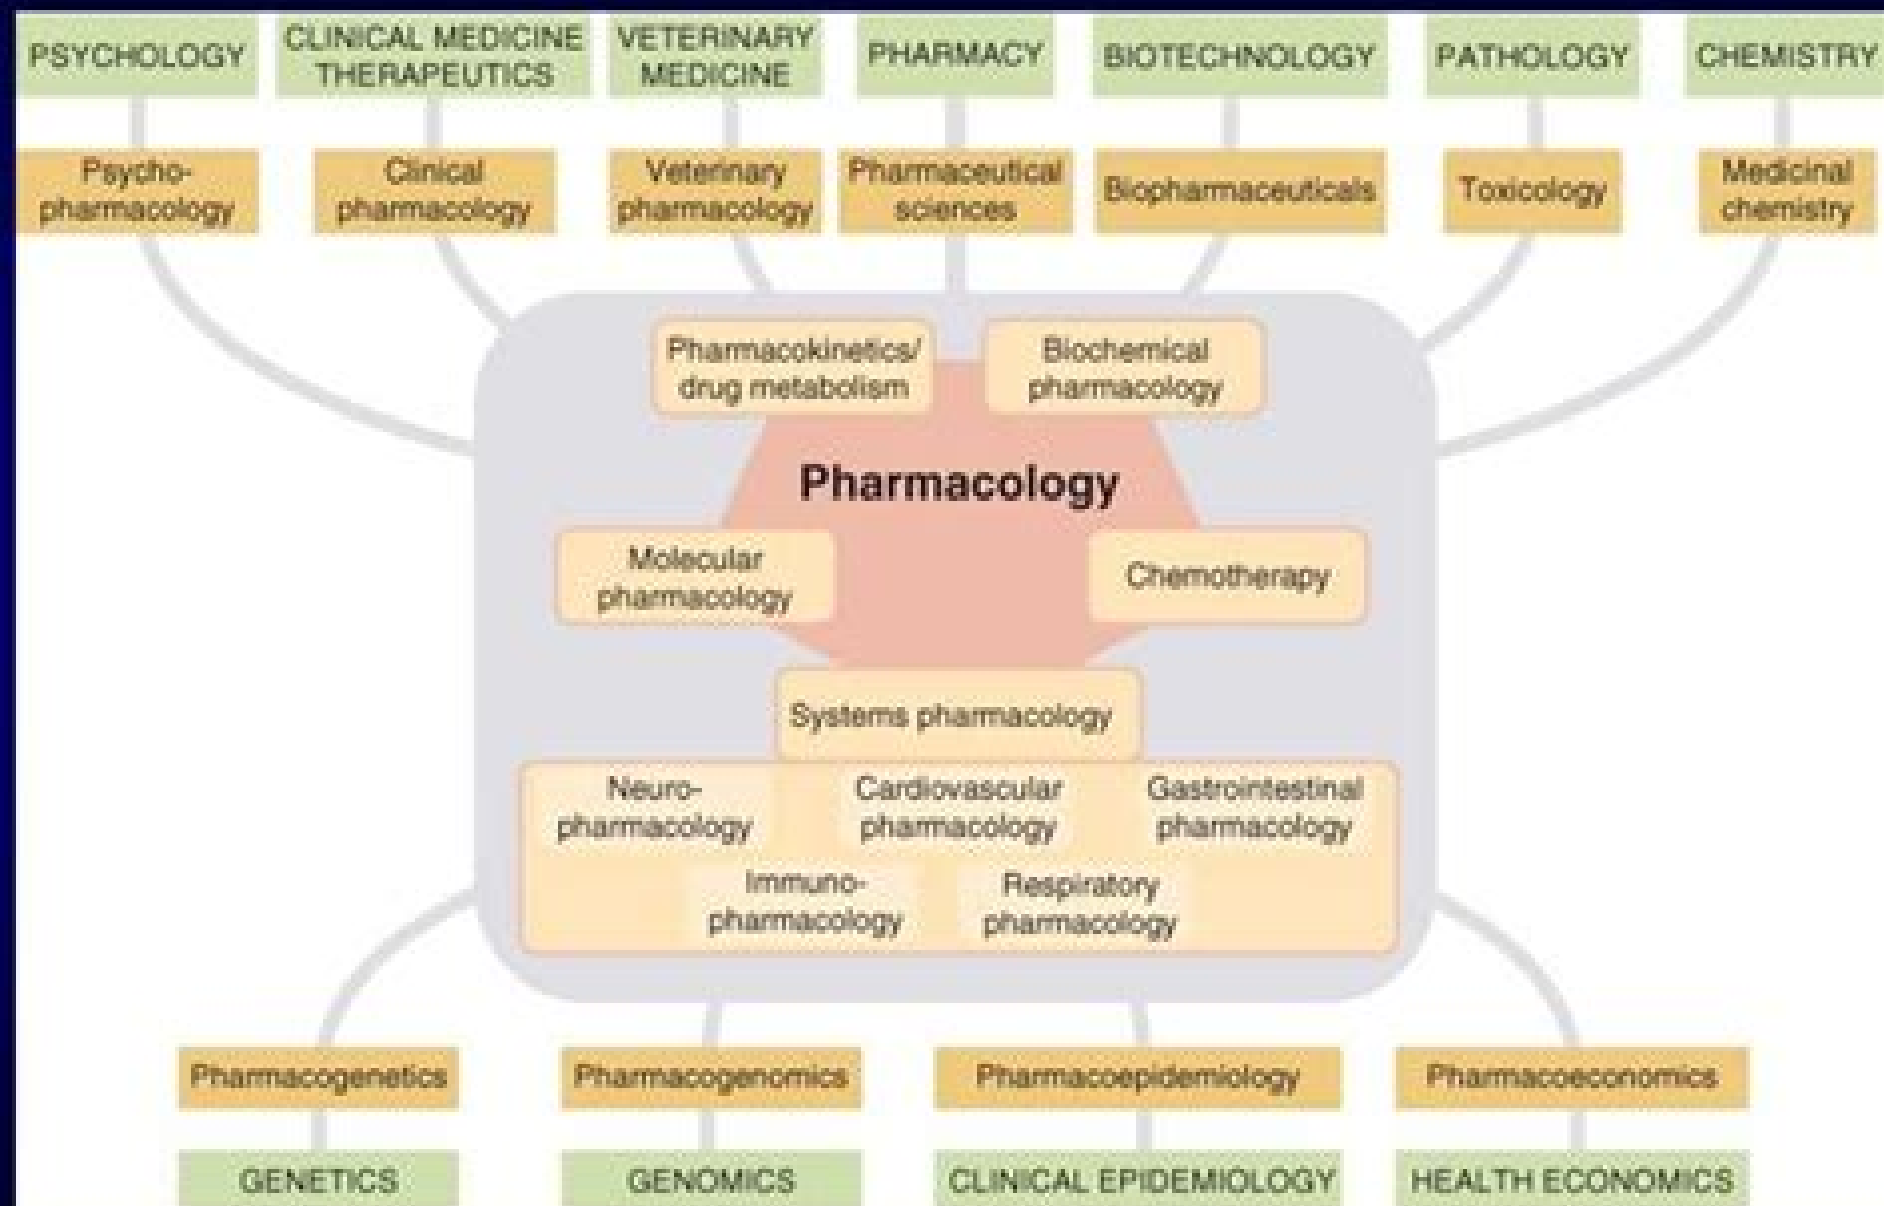 PSYCHOLOGY
CLINICAL MEDICINE
THERAPEUTICS
VETERINARY
MEDICINE
PHARMACY
BIOTECHNOLOGY
PATHOLOGY
CHEMISTRY
Psycho-
pharmacology
Clinical
pharmacology
Veterinary
pharmacology
Pharmaceutical
sciences
Biopharmaceuticals
Toxicology
Medicinal
chemistry
Pharmacokinetics/
drug metabolism
Biochemical
pharmacology
Pharmacology
Molecular
pharmacology
Chemotherapy
Systems pharmacology
Neuro-
pharmacology
Cardiovascular
pharmacology
Gastrointestinal
pharmacology
Immuno-
pharmacology
Respiratory
pharmacology
Pharmacogenetics
Pharmacogenomics
Pharmacoepidemiology
Pharmacoeconomics
GENETICS
GENOMICS
CLINICAL EPIDEMIOLOGY
HEALTH ECONOMICS